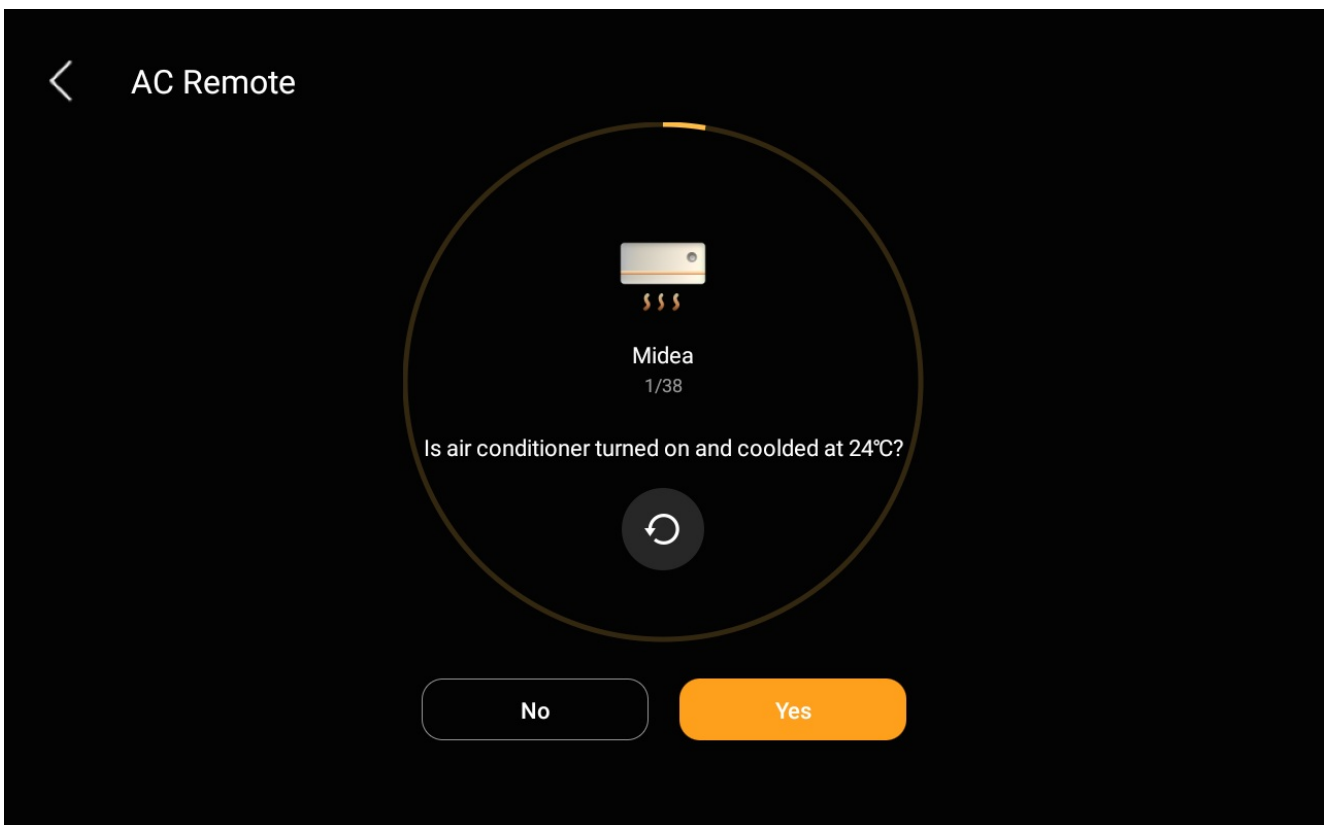 AC Remote
Midea
1/38
Is air conditioner turned on and coolded at 24℃?
No
Yes